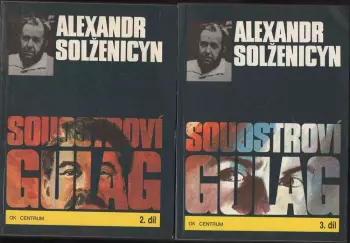 ALEXANDR
SOLŽENICYN
SOUOSTROVÍ
GULAG
OK CENTRUM
2. díl
ALEXANDR
SOLŽENICYN
SOUOSTROVÍ
GULAG
OK CENTRUM
3. díl